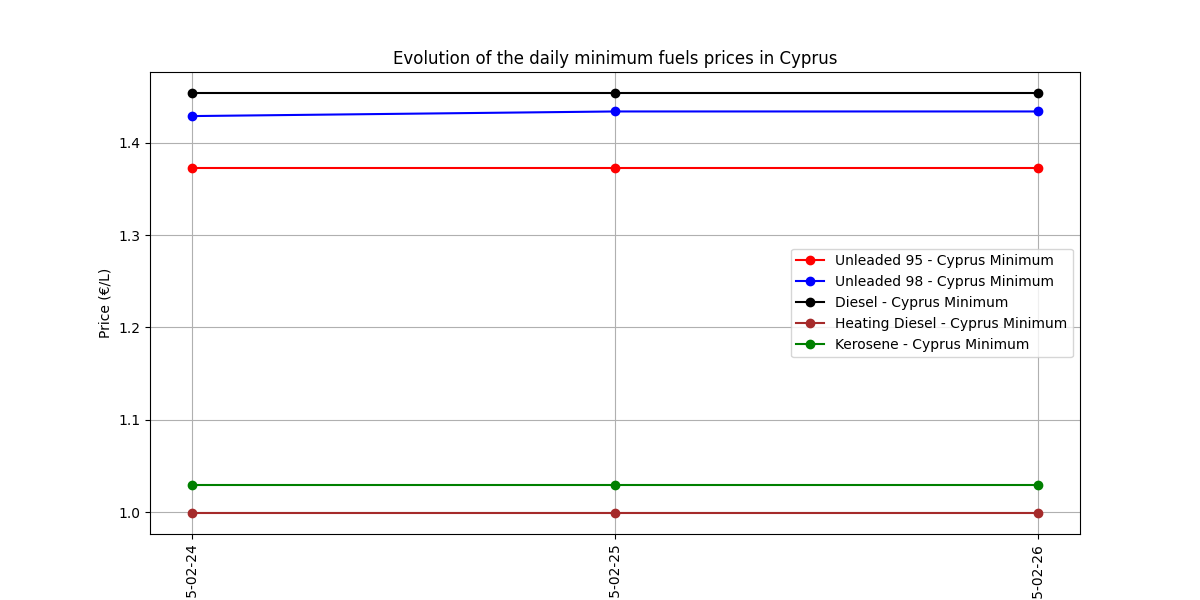 Evolution of the daily minimum fuels prices in Cyprus
Price (€/L)
1.4
1.3
1.2
1.1
1.0
Unleaded 95 - Cyprus Minimum
Unleaded 98 - Cyprus Minimum
Diesel - Cyprus Minimum
Heating Diesel - Cyprus Minimum
Kerosene - Cyprus Minimum
5-02-24
5-02-25
5-02-26